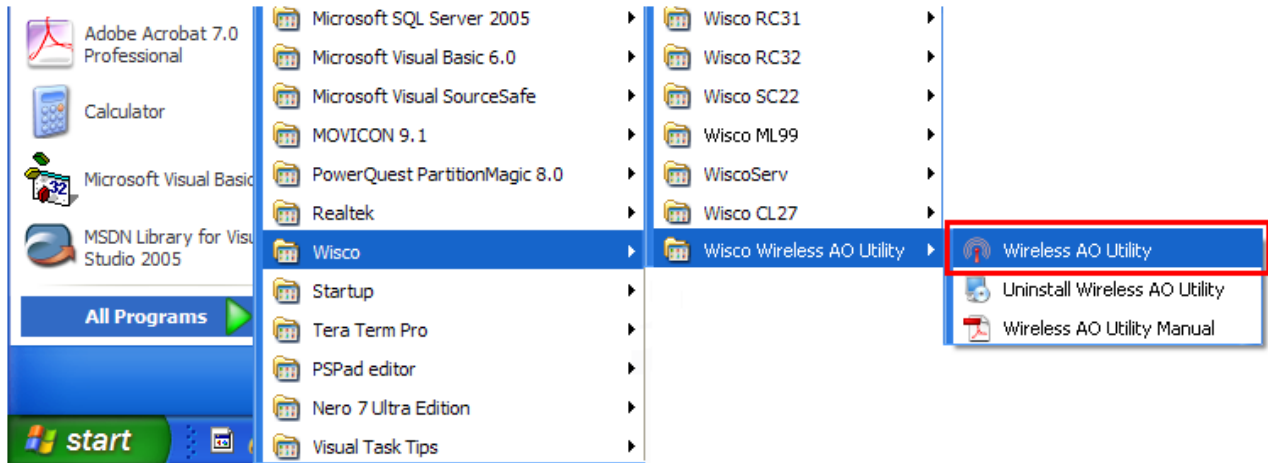 Adobe Acrobat 7.0
Professional
Calculator
32
Microsoft Visual Basic
MSDN Library for Visu
Studio 2005
All Programs
start
Microsoft SQL Server 2005
Microsoft Visual Basic 6.0
Microsoft Visual SourceSafe
MOVICON 9.1
PowerQuest PartitionMagic 8.0
Realtek
Wisco
Startup
Tera Term Pro
PSPad editor
Nero 7 Ultra Edition
Visual Task Tips
Wisco RC31
Wisco RC32
Wisco SC22
Wisco ML99
WiscoServ
Wisco CL27
Wisco Wireless AO Utility
Wireless AO Utility
Uninstall Wireless AO Utility
Wireless AO Utility Manual